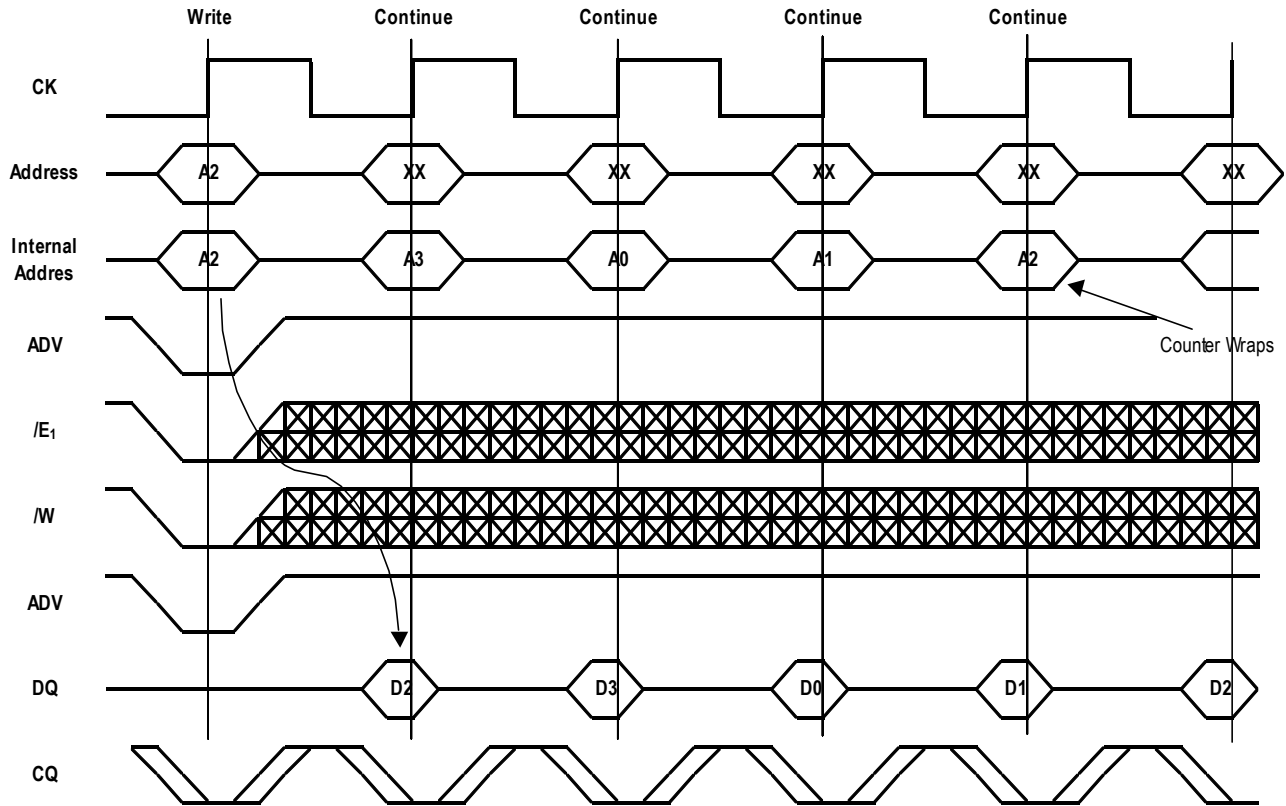 Write Continue Continue Continue Continue
CK
Address A2 XX XX XX XX XX
Internal
Addres A2 A3 A0 A1 A2
ADV
Counter Wraps
/E1
/W
ADV
DQ D2 D3 D0 D1 D2
CQ